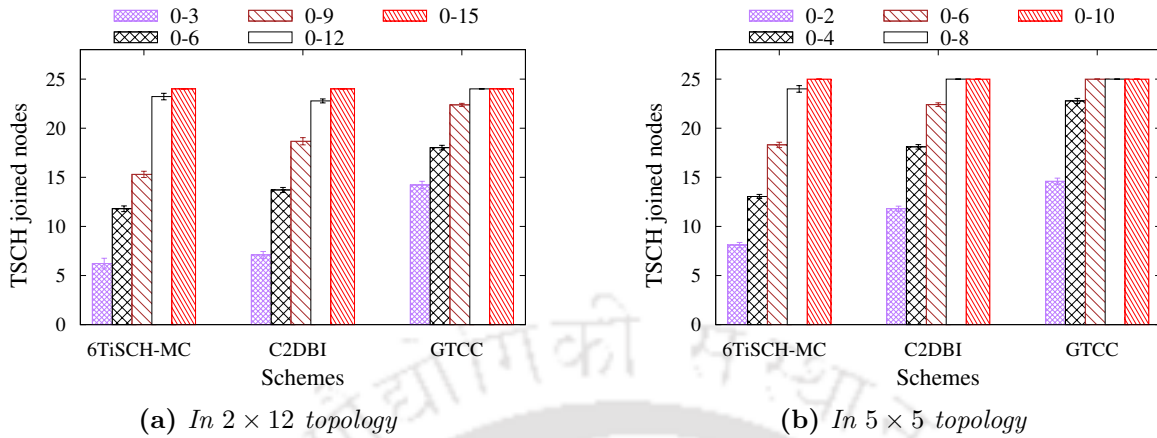 0-3 0-9 0-15
0-6 0-12
TSCH joined nodes
25
20
15
10
5
0
6TiSCH-MC C2DBI GTCC
Schemes
(a) In 2 × 12 topology
0-2 0-6 0-10
0-4 0-8
TSCH joined nodes
25
20
15
10
5
0
6TiSCH-MC C2DBI GTCC
Schemes
(b) In 5 × 5 topology